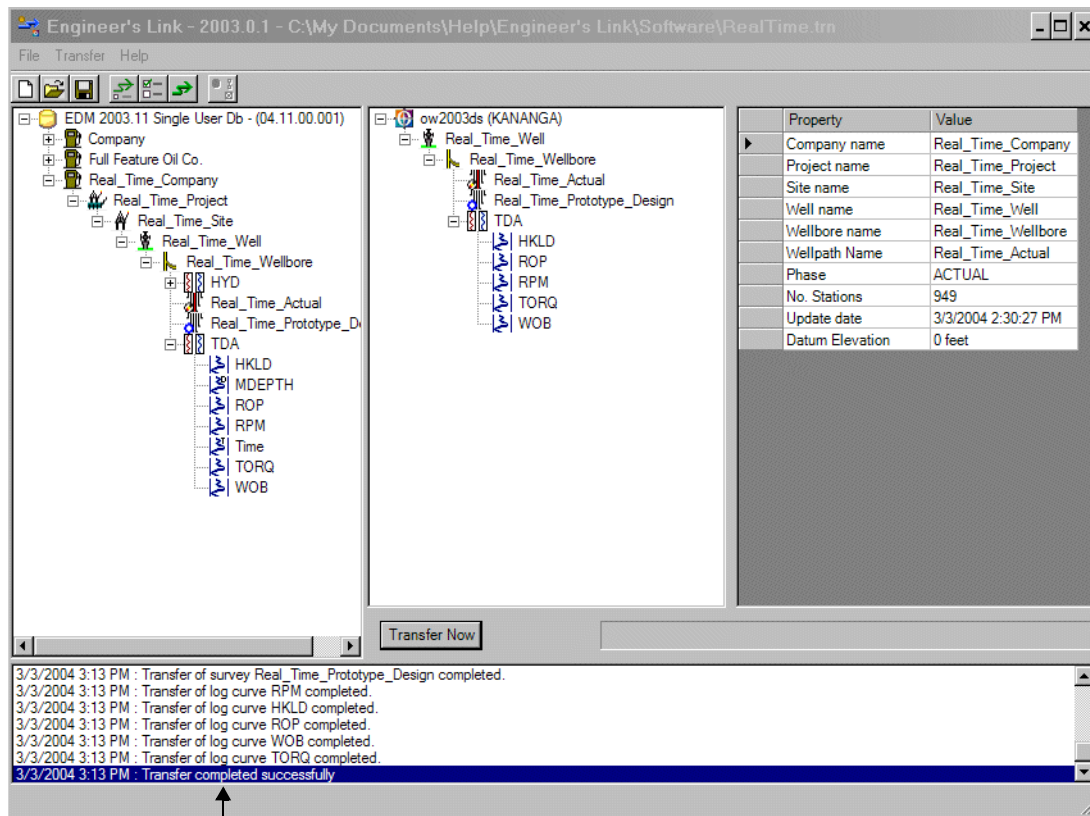 Engineer's Link - 2003.0.1 - C:\My Documents\Help\Engineer's Link\Software\RealTime.trn
File Transfer Help
EDM 2003.11 Single User Db - (04.11.00.001)
Company
Full Feature Oil Co.
Real_Time_Company
Real_Time_Project
Real_Time_Site
Real_Time_Well
Real_Time_Wellbore
HYD
Real_Time_Actual
Real_Time_Prototype_De
TDA
HKLD
MDEPTH
ROP
RPM
Time
TORQ
WOB
ow2003ds (KANANGA)
Real_Time_Well
Real_Time_Wellbore
Real_Time_Actual
Real_Time_Prototype_Design
TDA
HKLD
ROP
RPM
TORQ
WOB
Property Value
Company name Real_Time_Company
Project name Real_Time_Project
Site name Real_Time_Site
Well name Real_Time_Well
Wellbore name Real_Time_Wellbore
Wellpath Name Real_Time_Actual
Phase ACTUAL
No. Stations 949
Update date 3/3/2004 2:30:27 PM
Datum Elevation 0 feet
Transfer Now
3/3/2004 3:13 PM : Transfer of survey Real_Time_Prototype_Design completed.
3/3/2004 3:13 PM : Transfer of log curve RPM completed.
3/3/2004 3:13 PM : Transfer of log curve HKLD completed.
3/3/2004 3:13 PM : Transfer of log curve ROP completed.
3/3/2004 3:13 PM : Transfer of log curve WOB completed.
3/3/2004 3:13 PM : Transfer of log curve TORQ completed.
3/3/2004 3:13 PM : Transfer completed successfully